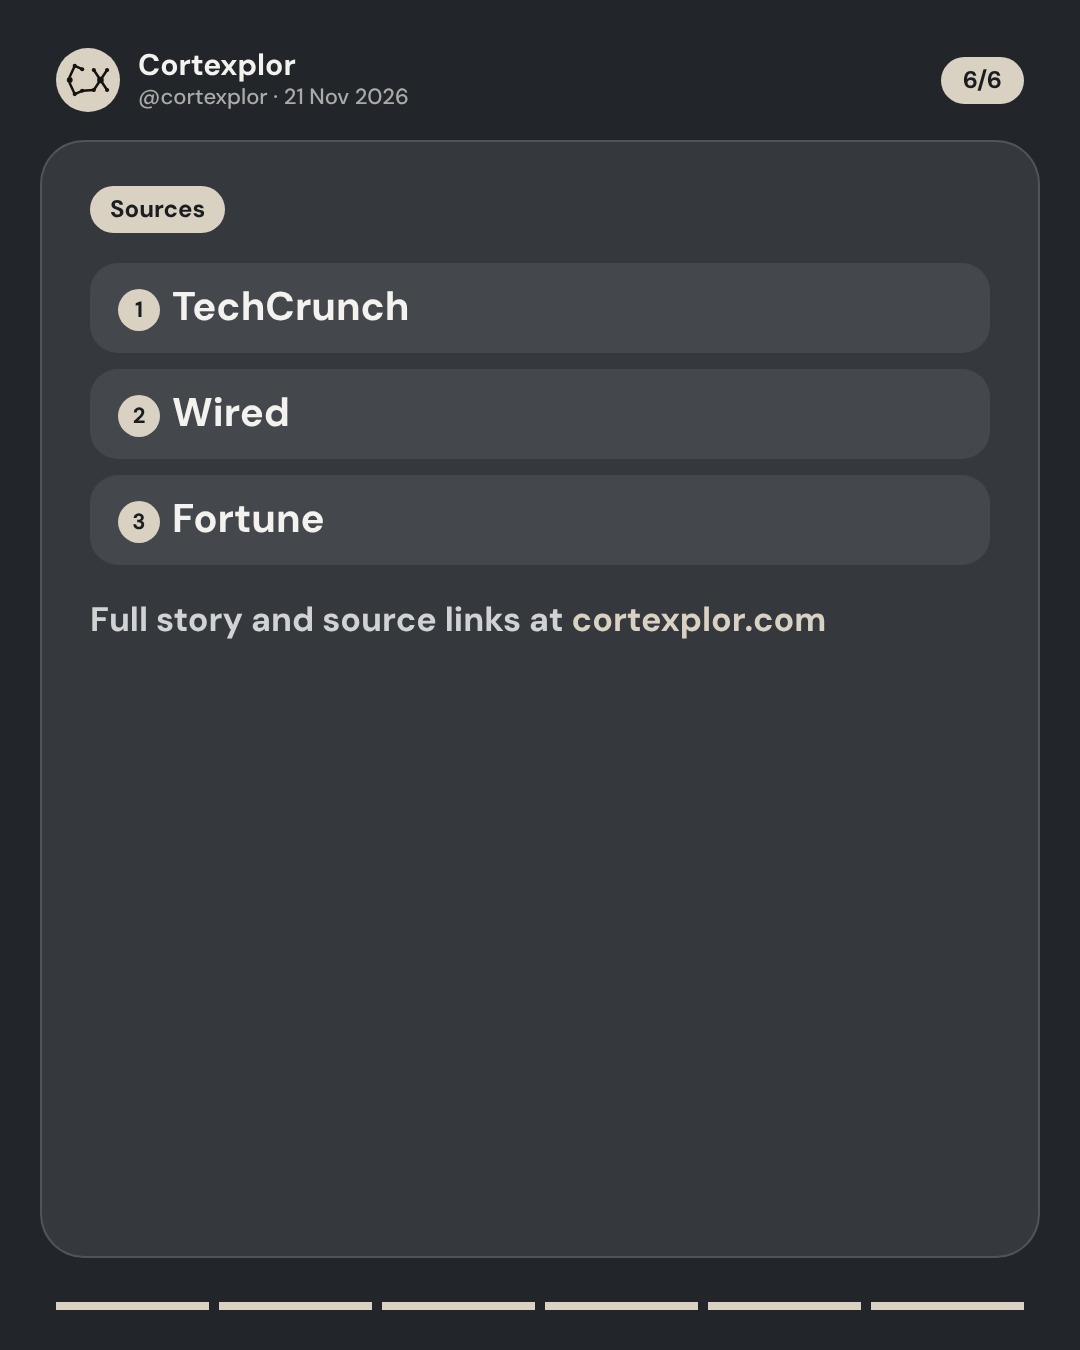 Cortexplor
@cortexplor · 21 Nov 2026
6/6
Sources
1 TechCrunch
2 Wired
3 Fortune
Full story and source links at cortexplor.com